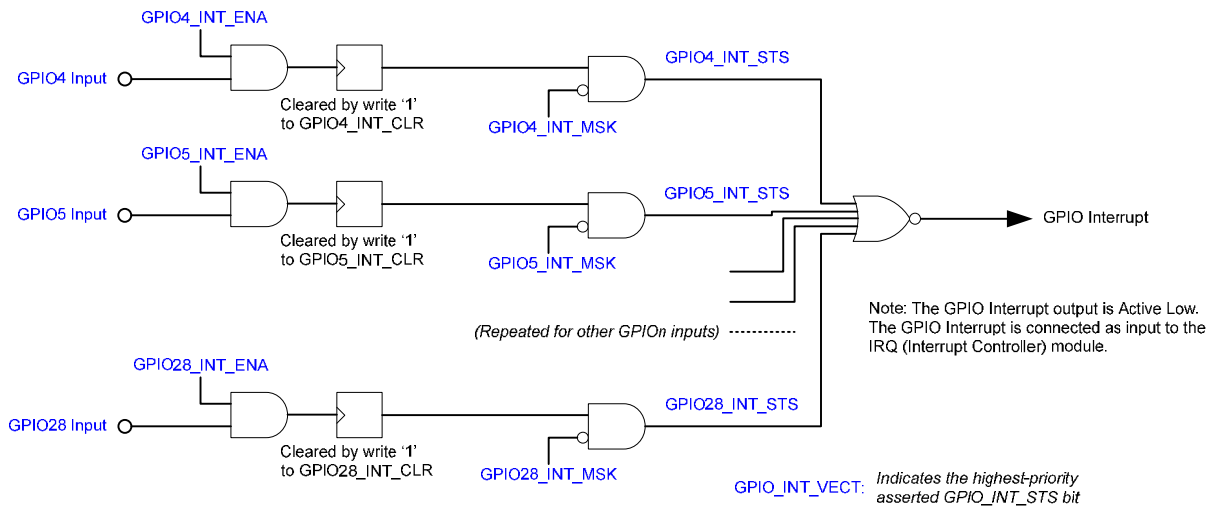 GPIO4_INT_ENA
GPIO4 Input
Cleared by write ‘1’
to GPIO4_INT_CLR
GPIO4_INT_MSK
GPIO4_INT_STS
GPIO5_INT_ENA
GPIO5 Input
Cleared by write ‘1’
to GPIO5_INT_CLR
GPIO5_INT_MSK
GPIO5_INT_STS
GPIO Interrupt
(Repeated for other GPIOn inputs)
Note: The GPIO Interrupt output is Active Low.
The GPIO Interrupt is connected as input to the
IRQ (Interrupt Controller) module.
GPIO28_INT_ENA
GPIO28 Input
Cleared by write ‘1’
to GPIO28_INT_CLR
GPIO28_INT_MSK
GPIO28_INT_STS
GPIO_INT_VECT: Indicates the highest-priority
asserted GPIO_INT_STS bit